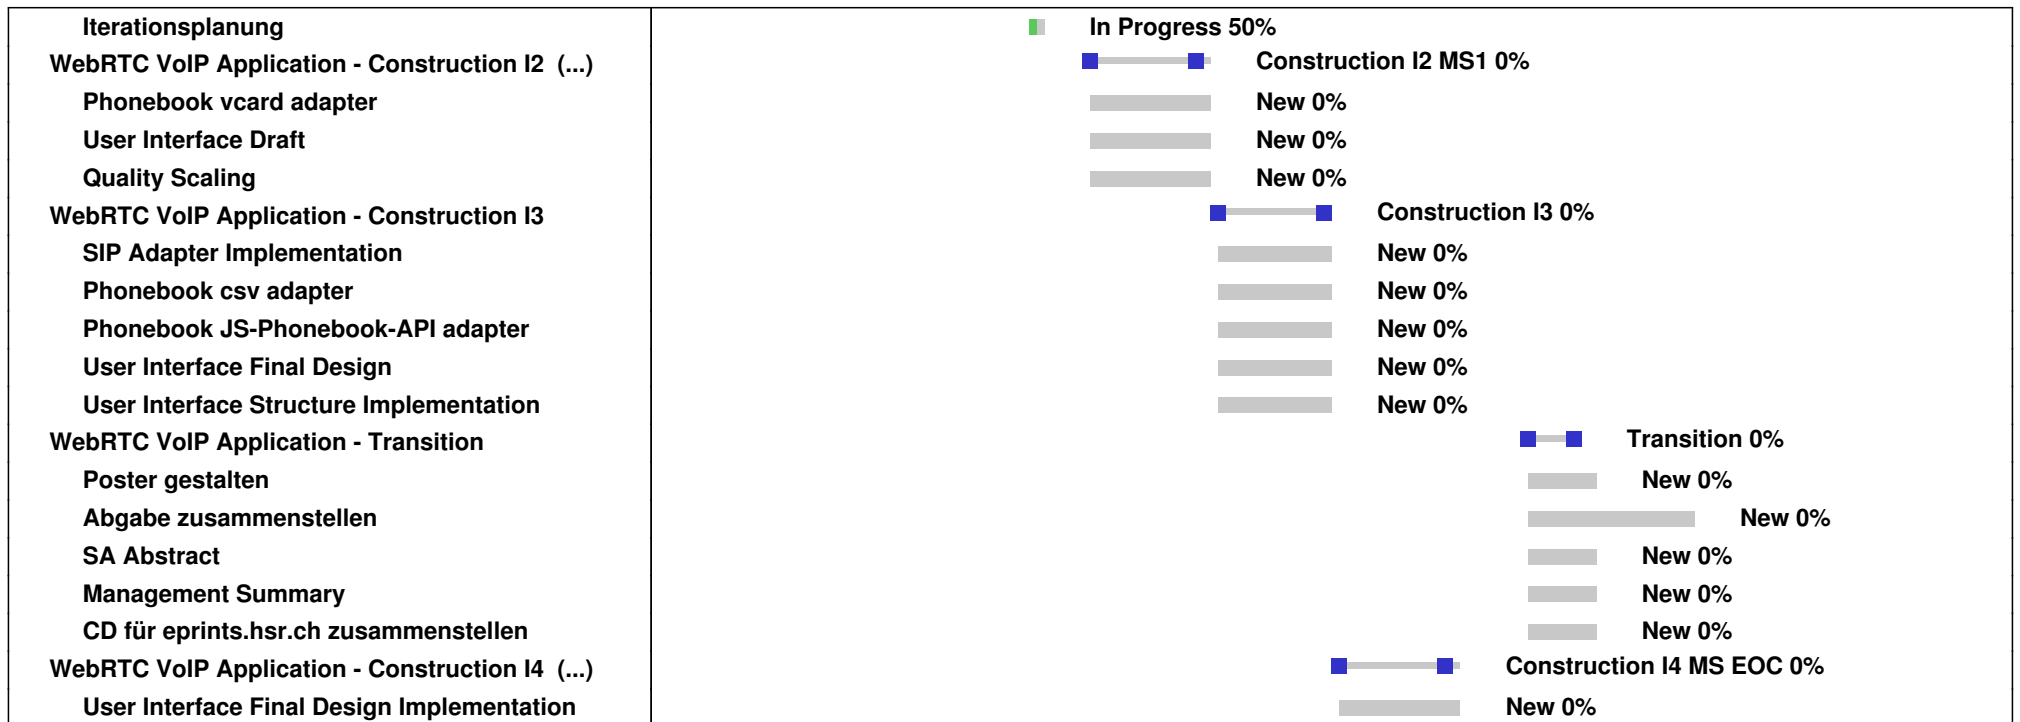 Iterationsplanung In Progress 50%
WebRTC VoIP Application - Construction I2 (...) Construction I2 MS1 0%
Phonebook vcard adapter New 0%
User Interface Draft New 0%
Quality Scaling New 0%
WebRTC VoIP Application - Construction I3 Construction I3 0%
SIP Adapter Implementation New 0%
Phonebook csv adapter New 0%
Phonebook JS-Phonebook-API adapter New 0%
User Interface Final Design New 0%
User Interface Structure Implementation New 0%
WebRTC VoIP Application - Transition Transition 0%
Poster gestalten New 0%
Abgabe zusammenstellen New 0%
SA Abstract New 0%
Management Summary New 0%
CD für eprints.hsr.ch zusammenstellen New 0%
WebRTC VoIP Application - Construction I4 (...) Construction I4 MS EOC 0%
User Interface Final Design Implementation New 0%